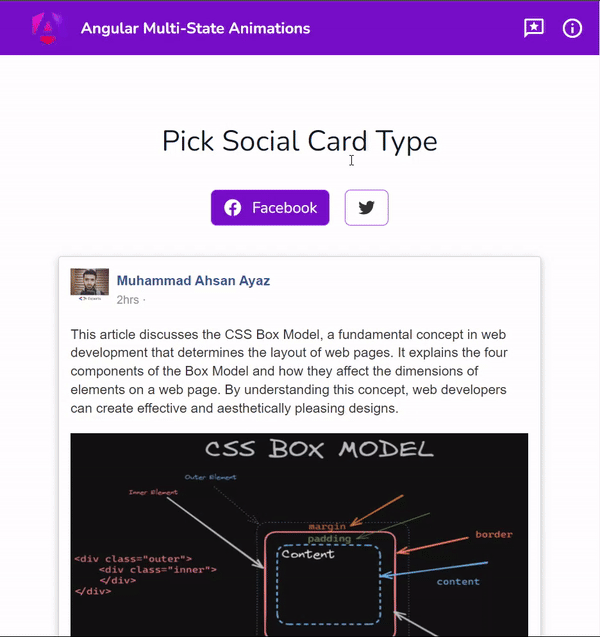 Angular Multi-State Animations
Pick Social Card Type
Facebook
Muhammad Ahsan Ayaz
2hrs ·
This article discusses the CSS Box Model, a fundamental concept in web
development that determines the layout of web pages. It explains the four
components of the Box Model and how they affect the dimensions of
elements on a web page. By understanding this concept, web developers
can create effective and aesthetically pleasing designs.
CSS BOX MODEL
Outer Element
Inner Element
margin
padding
border
Content
<div class="outer">
<div class="inner">
</div>
</div>
content